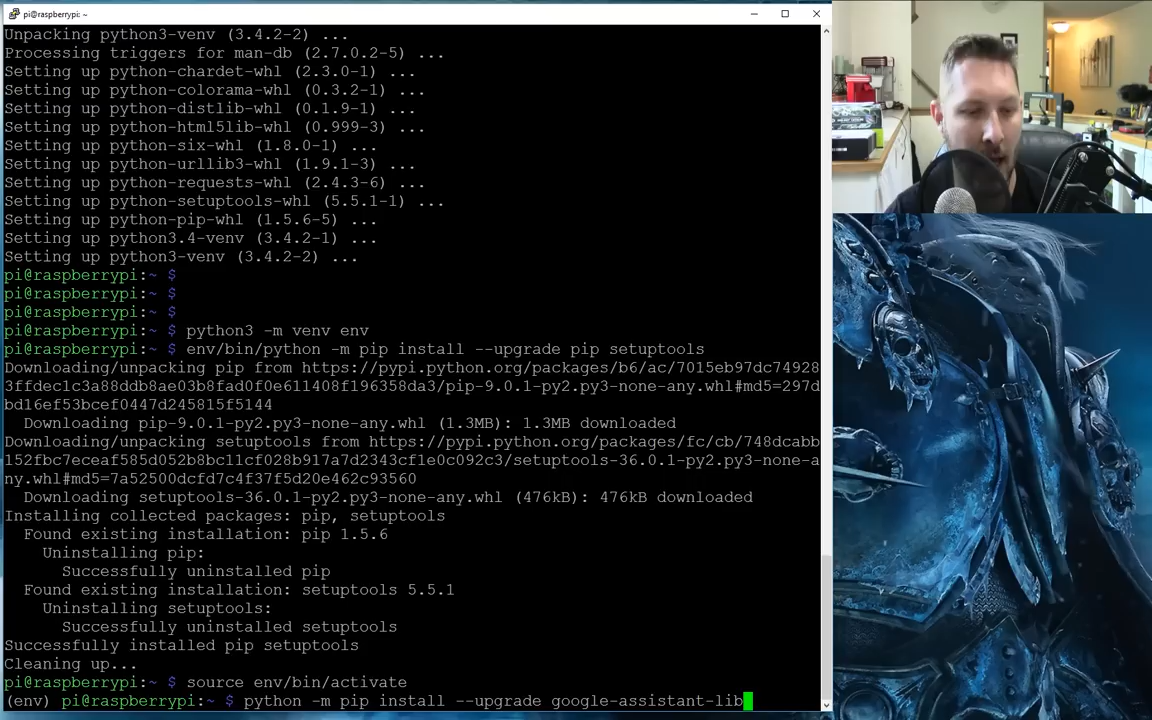 pi@raspberrypi: ~
Unpacking python3-venv (3.4.2-2) ...
Processing triggers for man-db (2.7.0.2-5) ...
Setting up python-chardet-whl (2.3.0-1) ...
Setting up python-colorama-whl (0.3.2-1) ...
Setting up python-distlib-whl (0.1.9-1) ...
Setting up python-html5lib-whl (0.999-3) ...
Setting up python-six-whl (1.8.0-1) ...
Setting up python-urllib3-whl (1.9.1-3) ...
Setting up python-requests-whl (2.4.3-6) ...
Setting up python-setuptools-whl (5.5.1-1) ...
Setting up python-pip-whl (1.5.6-5) ...
Setting up python3.4-venv (3.4.2-1) ...
Setting up python3-venv (3.4.2-2) ...
pi@raspberrypi:~ $
pi@raspberrypi:~ $
pi@raspberrypi:~ $
pi@raspberrypi:~ $ python3 -m venv env
pi@raspberrypi:~ $ env/bin/python -m pip install --upgrade pip setuptools
Downloading/unpacking pip from https://pypi.python.org/packages/b6/ac/7015eb97dc74928
3ffdec1c3a88ddb8ae03b8fad0f0e611408f196358da3/pip-9.0.1-py2.py3-none-any.whl#md5=297d
bd16ef53bcef0447d245815f5144
  Downloading pip-9.0.1-py2.py3-none-any.whl (1.3MB): 1.3MB downloaded
Downloading/unpacking setuptools from https://pypi.python.org/packages/fc/cb/748dcabb
152fbc7eceaf585d052b8bc11cf028b917a7d2343cf1e0c092c3/setuptools-36.0.1-py2.py3-none-a
ny.whl#md5=7a52500dcfd7c4f37f5d20e462c93560
  Downloading setuptools-36.0.1-py2.py3-none-any.whl (476kB): 476kB downloaded
Installing collected packages: pip, setuptools
  Found existing installation: pip 1.5.6
    Uninstalling pip:
      Successfully uninstalled pip
  Found existing installation: setuptools 5.5.1
    Uninstalling setuptools:
      Successfully uninstalled setuptools
Successfully installed pip setuptools
Cleaning up...
pi@raspberrypi:~ $ source env/bin/activate
(env) pi@raspberrypi:~ $ python -m pip install --upgrade google-assistant-lib